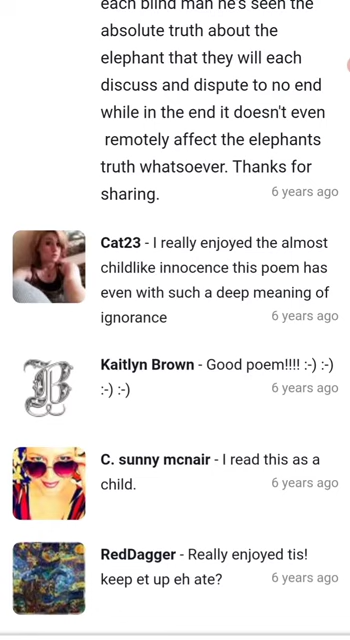 each blind man he's seen the
absolute truth about the
elephant that they will each
discuss and dispute to no end
while in the end it doesn't even
remotely affect the elephants
truth whatsoever. Thanks for
sharing. 6 years ago
Cat23 - I really enjoyed the almost
childlike innocence this poem has
even with such a deep meaning of
ignorance 6 years ago
B
Kaitlyn Brown - Good poem!!!! :-) :-)
:-) :-) 6 years ago
C. sunny mcnair - I read this as a
child. 6 years ago
RedDagger - Really enjoyed tis!
keep et up eh ate? 6 years ago